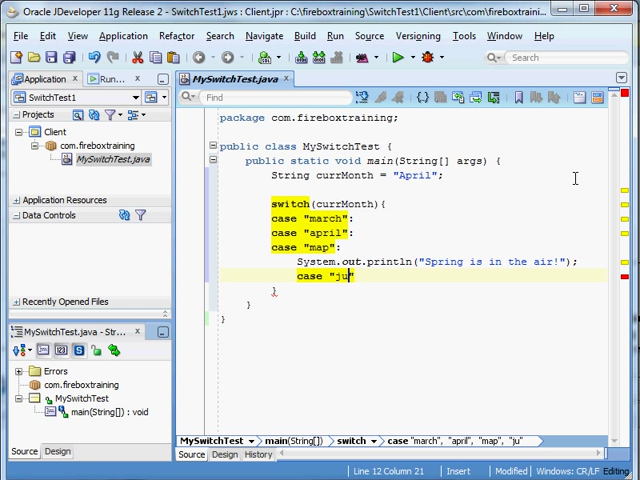 Oracle JDeveloper 11g Release 2 - SwitchTest1.jws : Client.jpr : C:\fireboxtraining\SwitchTest1\Client\src\com\fireboxtraini...
File Edit View Application Refactor Search Navigate Build Run Source Versioning Tools Window Help
Search
Application
Run...
MySwitchTest.java
SwitchTest1
Find
Projects
Client
com.fireboxtraining
MySwitchTest.java
Application Resources
Data Controls
Recently Opened Files
package com.fireboxtraining;
public class MySwitchTest {
public static void main(String[] args) {
String currMonth = "April";
switch(currMonth){
case "march":
case "april":
case "map":
System.out.println("Spring is in the air!");
case "ju"
}
}
}
MySwitchTest.java - Str...
Errors
com.fireboxtraining
MySwitchTest
main(String[]) : void
Source Design
MySwitchTest main(String[]) switch case "march", "april", "map", "ju"
Source Design History
Line 12 Column 21 Insert Modified Windows: CR/LF Editing